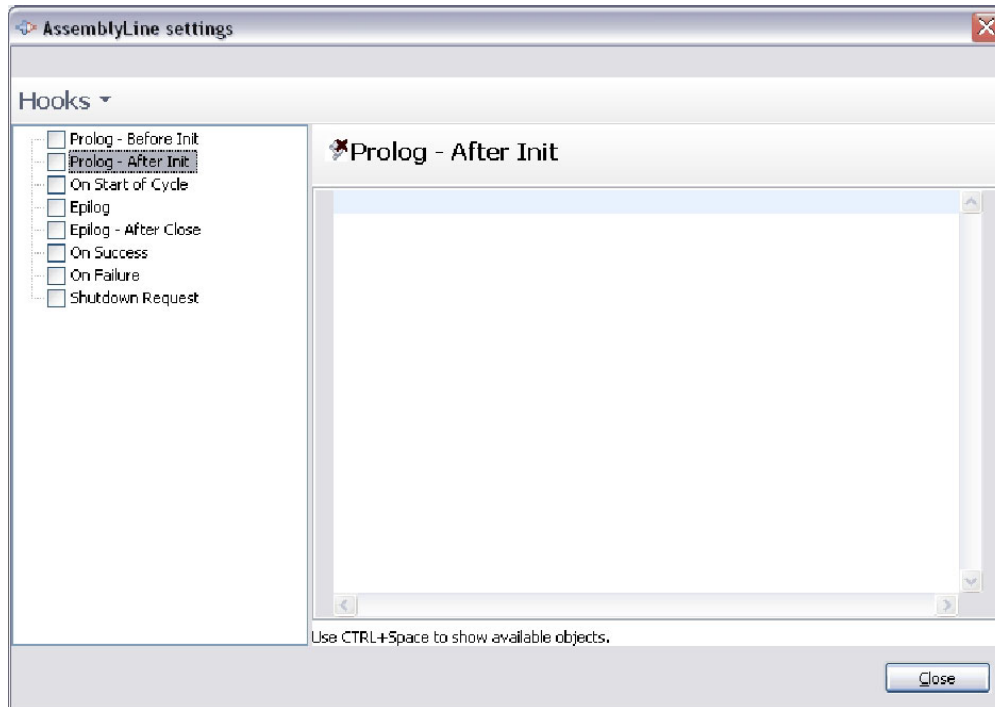 AssemblyLine settings
Hooks
Prolog - Before Init
Prolog - After Init
On Start of Cycle
Epilog
Epilog - After Close
On Success
On Failure
Shutdown Request
Prolog - After Init
Use CTRL+Space to show available objects.
Close